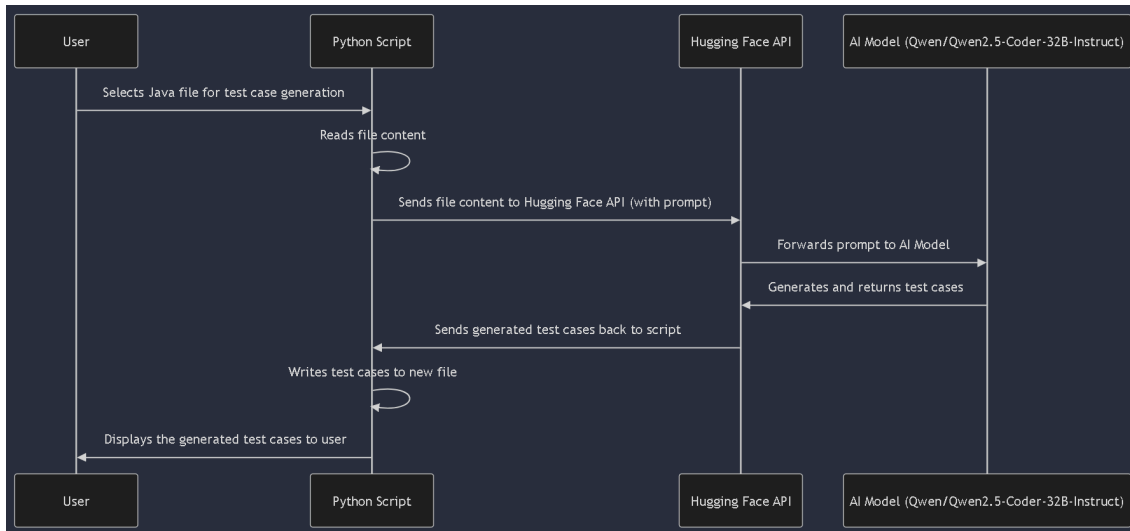 User
Python Script
Hugging Face API
AI Model (Qwen/Qwen2.5-Coder-32B-Instruct)
Selects Java file for test case generation
Reads file content
Sends file content to Hugging Face API (with prompt)
Forwards prompt to AI Model
Generates and returns test cases
Sends generated test cases back to script
Writes test cases to new file
Displays the generated test cases to user
User
Python Script
Hugging Face API
AI Model (Qwen/Qwen2.5-Coder-32B-Instruct)